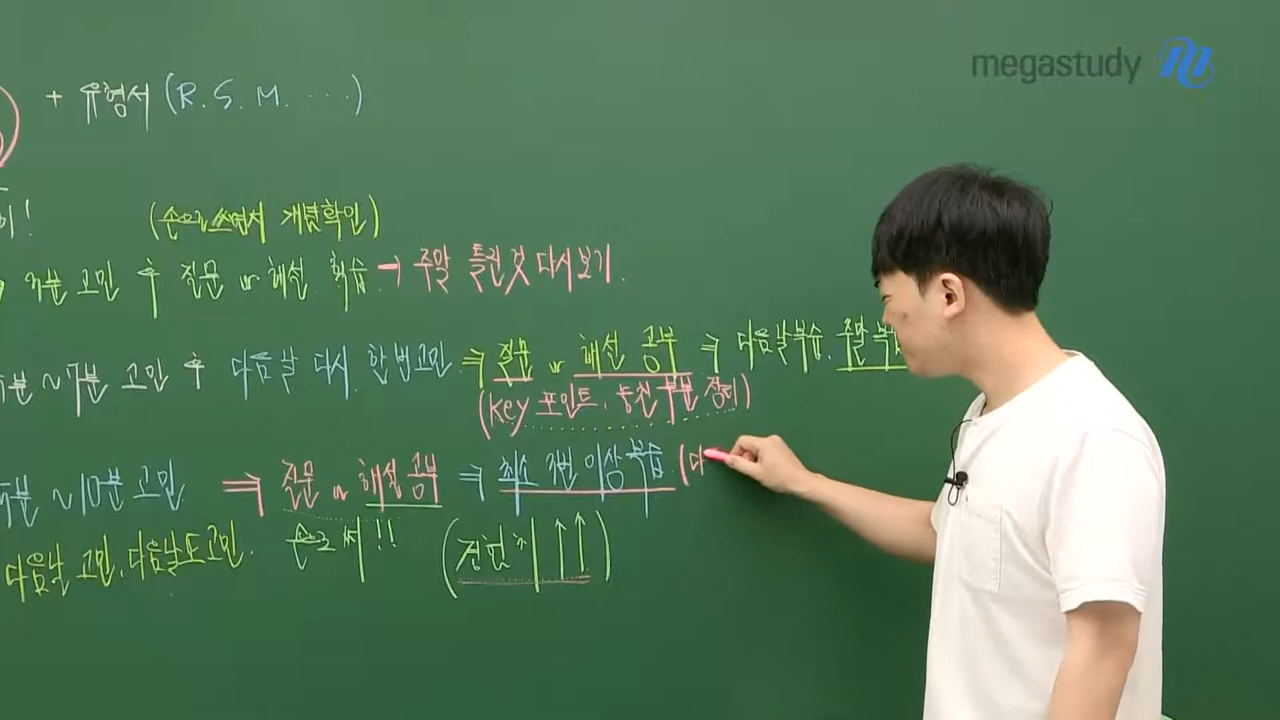 megastudy
+ 유형서 (R. S. M. ....)
!
(손으로 쓰면서 개념확인)
7분 고민 후 질문 or 해설 학습 → 주말 틀린것 다시보기.
분 ~ 7분 고민 후 다음날 다시 한번고민 ⇒ 질문 or 해설 공부 ⇒ 다음날복습, 주말
(key 포인트, 놓친 부분 정리)
5분 ~ 10분 고민 ⇒ 질문 or 해설 공부 ⇒ 최소 3번 이상 복습 (다
다음날 고민, 다음날도 고민. 손으로 써!! (정확 ↑↑)